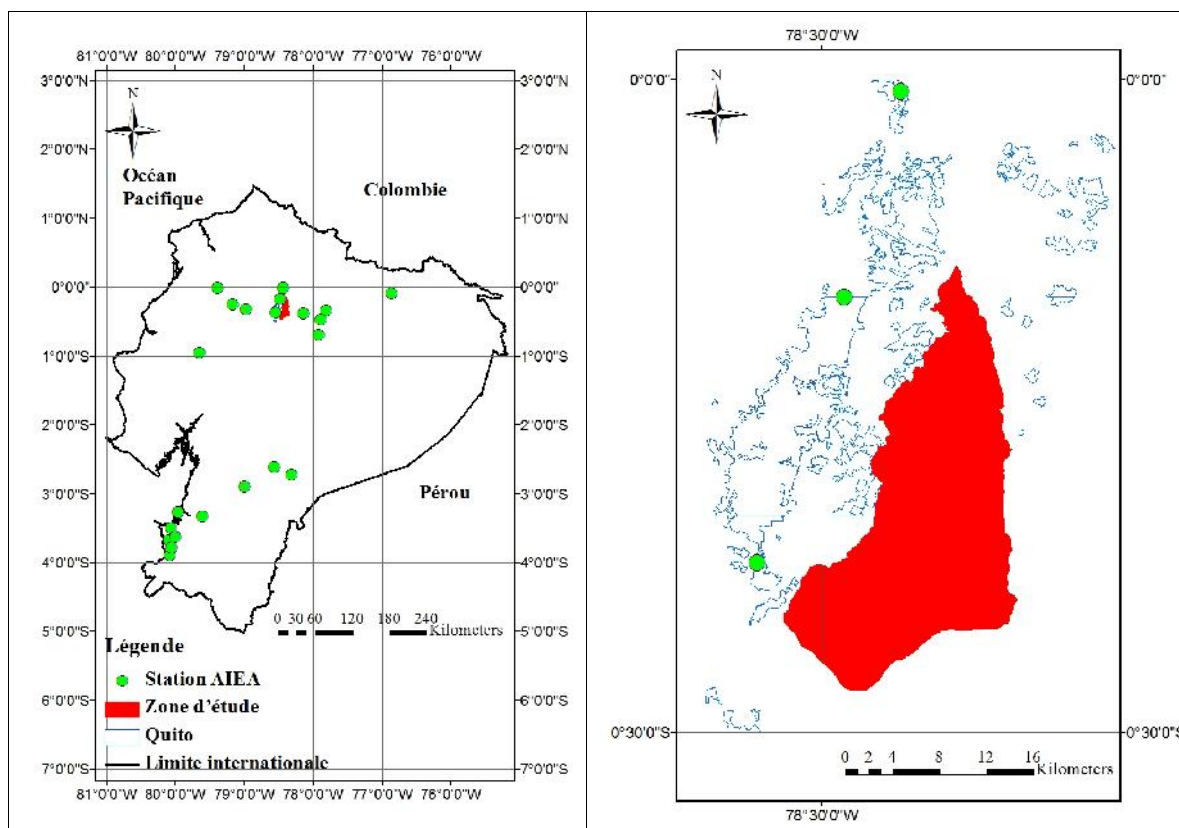 81°0'0"W 80°0'0"W 79°0'0"W 78°0'0"W 77°0'0"W 76°0'0"W
3°0'0"N 3°0'0"N
N
2°0'0"N 2°0'0"N
Océan
Pacifique
Colombie
1°0'0"N 1°0'0"N
0°0'0" 0°0'0"
1°0'0"S 1°0'0"S
2°0'0"S 2°0'0"S
3°0'0"S 3°0'0"S
Pérou
4°0'0"S 4°0'0"S
0 30 60 120 180 240
Kilometers
5°0'0"S 5°0'0"S
Légende
Station AIEA
6°0'0"S 6°0'0"S
Zone d'étude
Quito
Limite internationale
7°0'0"S 7°0'0"S
81°0'0"W 80°0'0"W 79°0'0"W 78°0'0"W 77°0'0"W 76°0'0"W
78°30'0"W
0°0'0" 0°0'0"
N
0°30'0"S 0°30'0"S
0 2 4 8 12 16
Kilometers
78°30'0"W